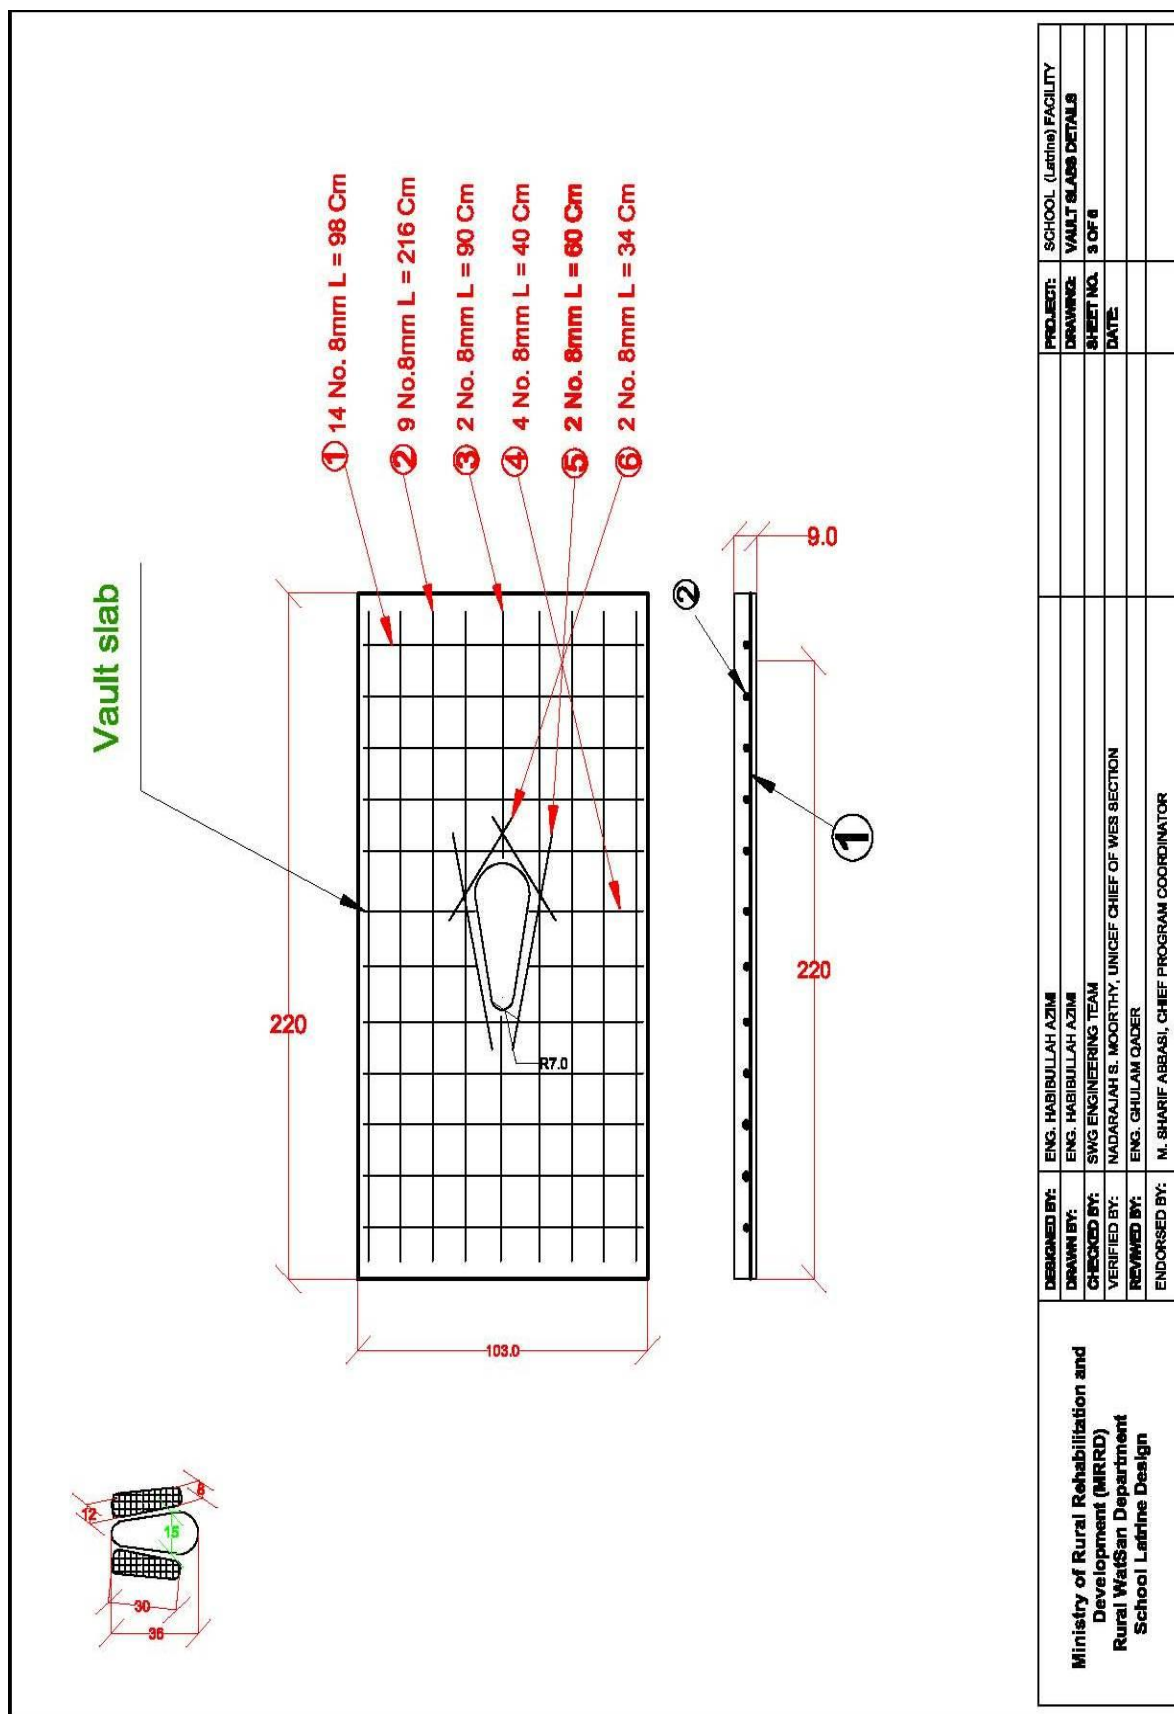 Vault slab
① 14 No. 8mm L = 98 Cm
② 9 No.8mm L = 216 Cm
③ 2 No. 8mm L = 90 Cm
④ 4 No. 8mm L = 40 Cm
⑤ 2 No. 8mm L = 60 Cm
⑥ 2 No. 8mm L = 34 Cm
220
103.0
R7.0
②
9.0
①
220
12
15
30
36
Ministry of Rural Rehabilitation and
Development (MRRD)
Rural WatSan Department
School Latrine Design
DESIGNED BY: ENG. HABIBULLAH AZIMI
DRAWN BY: ENG. HABIBULLAH AZIMI
CHECKED BY: SWG ENGINEERING TEAM
VERIFIED BY: NADARAJAH S. MOORTHY, UNICEF CHIEF OF WES SECTION
REVIWED BY: ENG. GHULAM QADER
ENDORSED BY: M. SHARIF ABBASI, CHIEF PROGRAM COORDINATOR
PROJECT: SCHOOL (Latrine) FACILITY
DRAWING: VAULT SLABS DETAILS
SHEET NO. 3 OF 6
DATE: